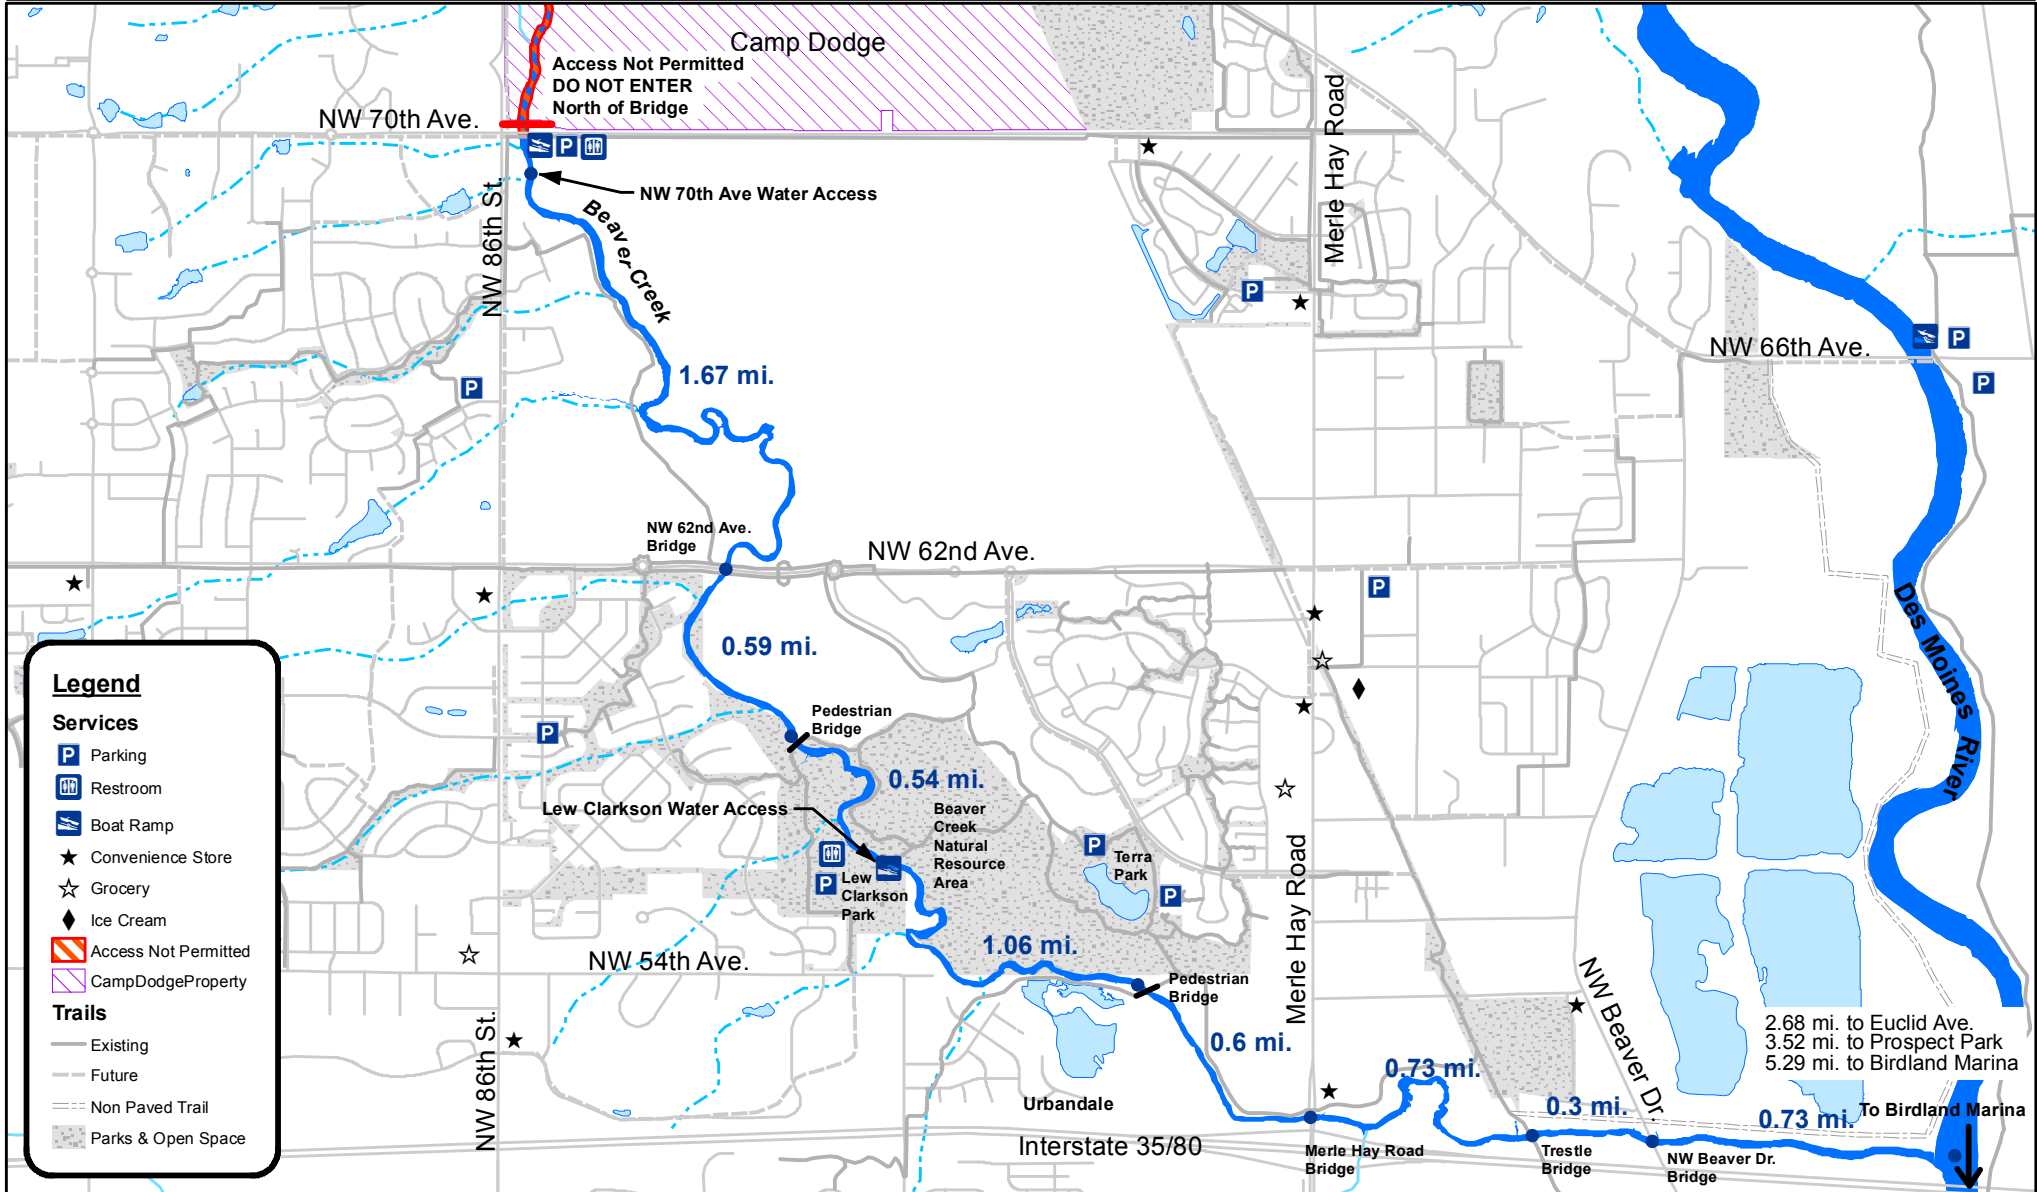 Camp Dodge
Access Not Permitted
DO NOT ENTER
North of Bridge
NW 70th Ave.
P
NW 70th Ave Water Access
NW 86th St.
Beaver Creek
Merle Hay Road
P
1.67 mi.
P
NW 66th Ave.
P
P
NW 62nd Ave.
Bridge
NW 62nd Ave.
P
0.59 mi.
Des Moines River
Pedestrian
Bridge
P
0.54 mi.
Lew Clarkson Water Access
Beaver
Creek
Natural
Resource
Area
P
Terra
Park
P
P
Lew
Clarkson
Park
Merle Hay Road
1.06 mi.
NW 54th Ave.
Pedestrian
Bridge
NW Beaver Dr.
NW 86th St.
0.6 mi.
2.68 mi. to Euclid Ave.
3.52 mi. to Prospect Park
5.29 mi. to Birdland Marina
0.73 mi.
Urbandale
0.3 mi.
0.73 mi.
To Birdland Marina
Interstate 35/80
Merle Hay Road
Bridge
Trestle
Bridge
NW Beaver Dr.
Bridge
Legend
Services
P Parking
Restroom
Boat Ramp
Convenience Store
Grocery
Ice Cream
Access Not Permitted
CampDodgeProperty
Trails
Existing
Future
Non Paved Trail
Parks & Open Space